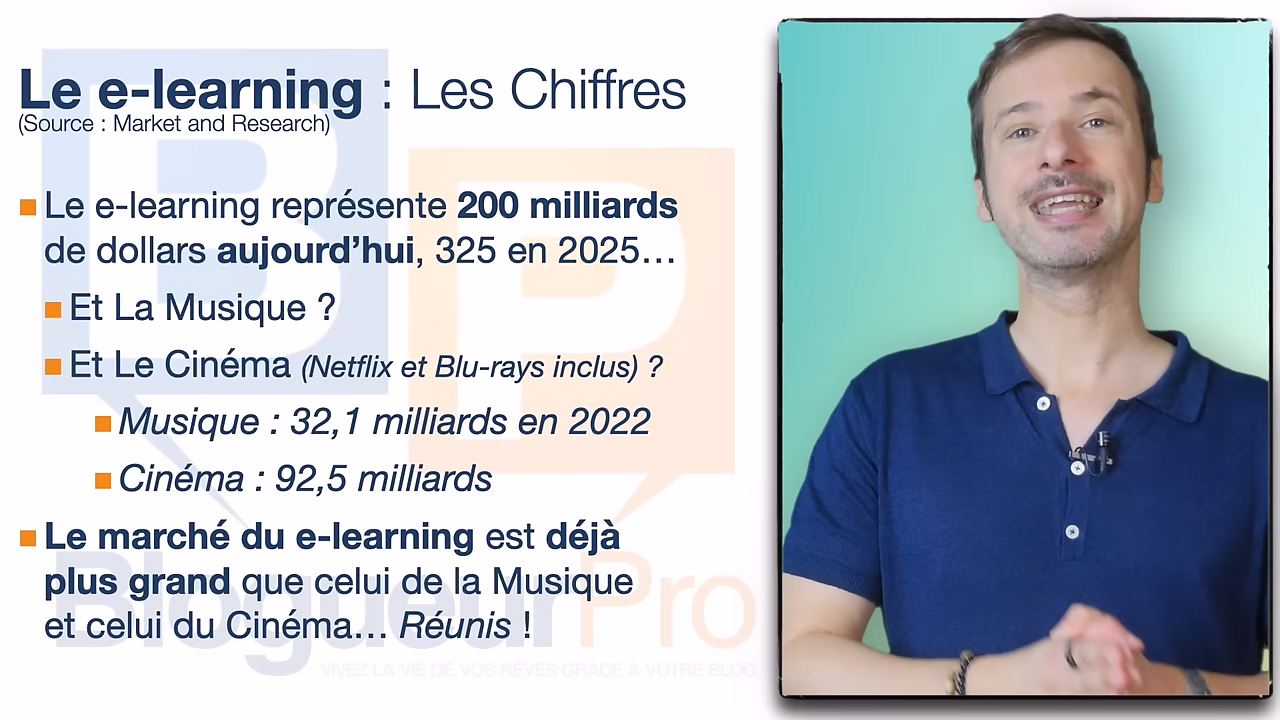 Le e-learning : Les Chiffres
(Source : Market and Research)
Le e-learning représente 200 milliards
de dollars aujourd’hui, 325 en 2025…
Et La Musique ?
Et Le Cinéma (Netflix et Blu-rays inclus) ?
Musique : 32,1 milliards en 2022
Cinéma : 92,5 milliards
Le marché du e-learning est déjà
plus grand que celui de la Musique
et celui du Cinéma… Réunis !
BP
BlogueurPro
VIVEZ LA VIE DE VOS RÊVES GRÂCE À VOTRE BLOG